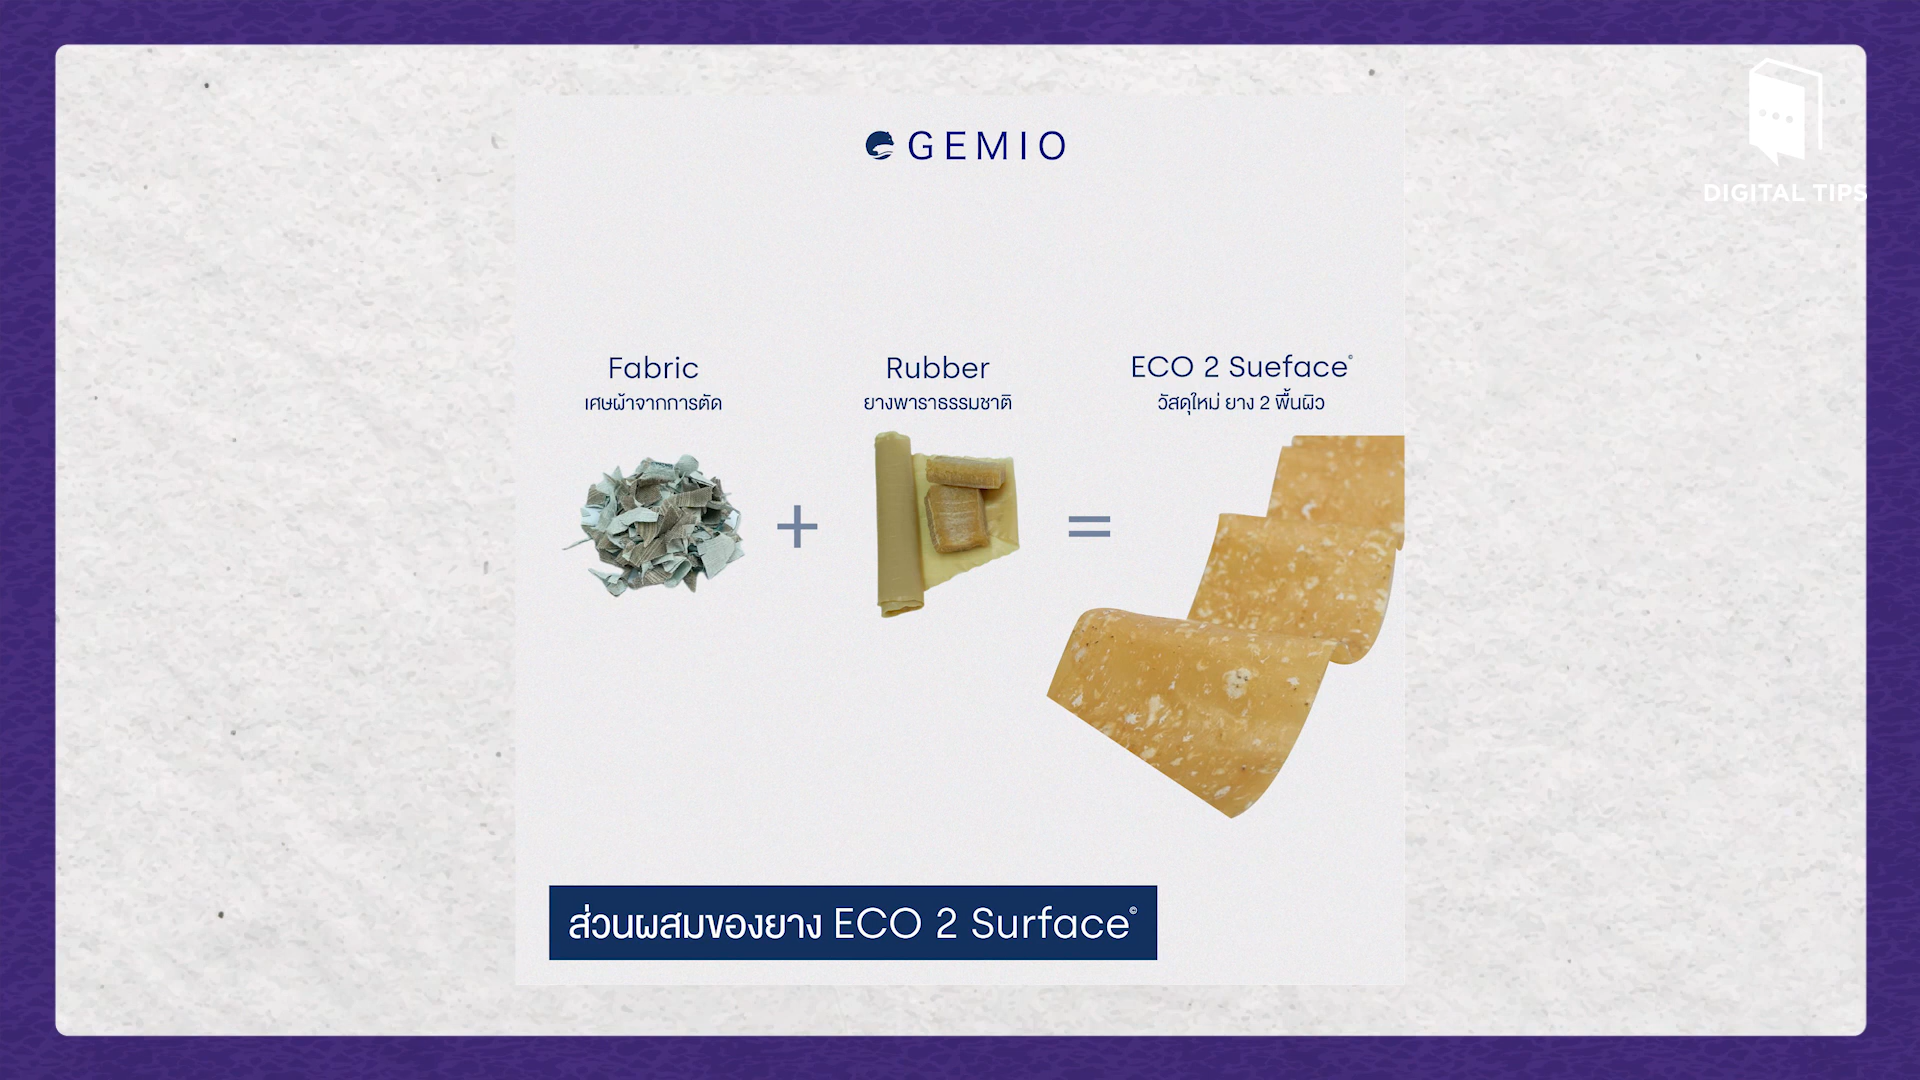 GEMIO
DIGITAL TIPS
Fabric
เศษผ้าจากการตัด
Rubber
ยางพาราธรรมชาติ
ECO 2 Sueface©
วัสดุใหม่ ยาง 2 พื้นผิว
ส่วนผสมของยาง ECO 2 Surface©